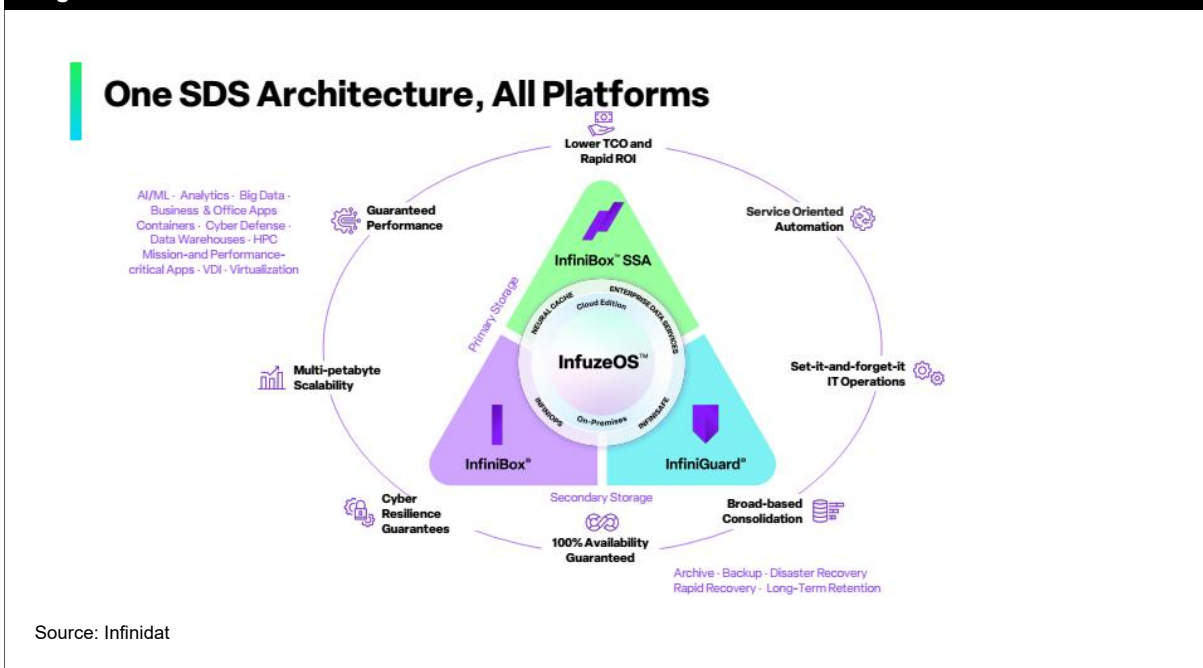 One SDS Architecture, All Platforms
Lower TCO and
Rapid ROI
AI/ML · Analytics · Big Data ·
Business & Office Apps
Containers · Cyber Defense ·
Data Warehouses · HPC
Mission-and Performance-
critical Apps · VDI · Virtualization
Guaranteed
Performance
Service Oriented
Automation
InfiniBox™ SSA
Primary Storage
NEURAL CACHE
ENTERPRISE DATA SERVICES
Cloud Edition
InfuzeOS™
Multi-petabyte
Scalability
Set-it-and-forget-it
IT Operations
INFINIOPS
On-Premises
INFINISAFE
InfiniBox®
InfiniGuard®
Secondary Storage
Cyber
Resilience
Guarantees
Broad-based
Consolidation
100% Availability
Guaranteed
Archive · Backup · Disaster Recovery
Rapid Recovery · Long-Term Retention
Source: Infinidat